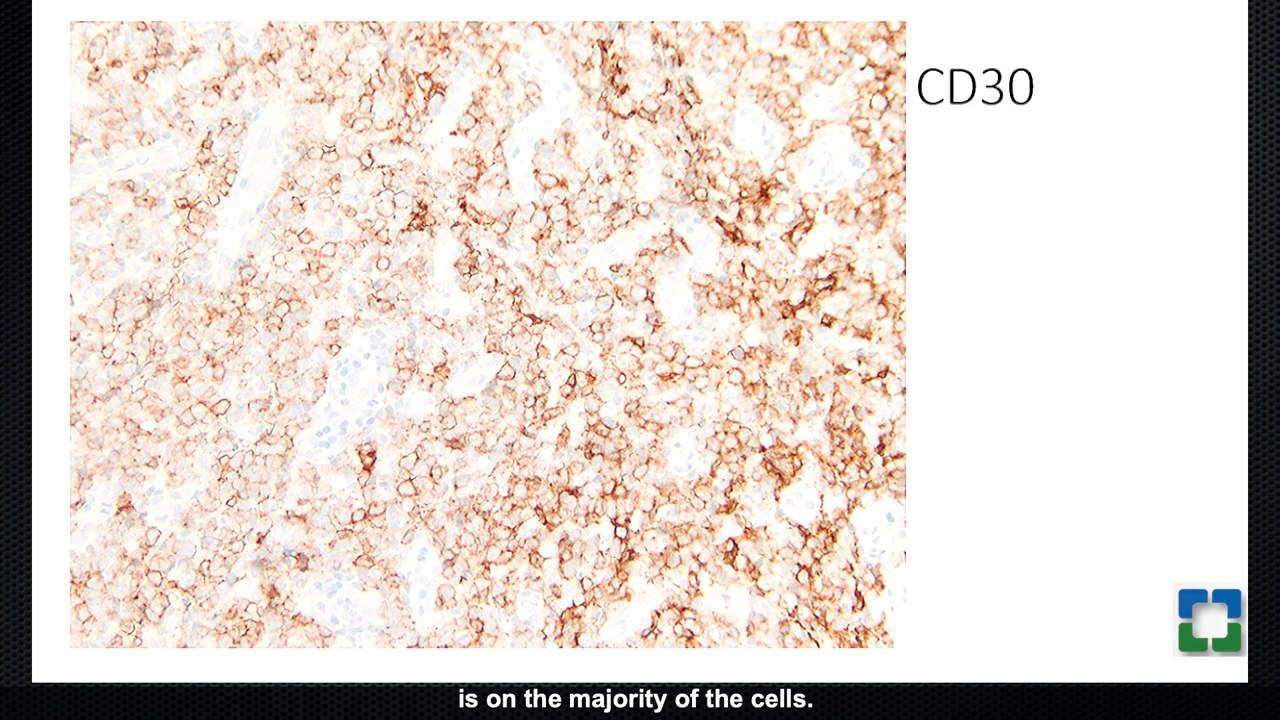 CD30
is on the majority of the cells.